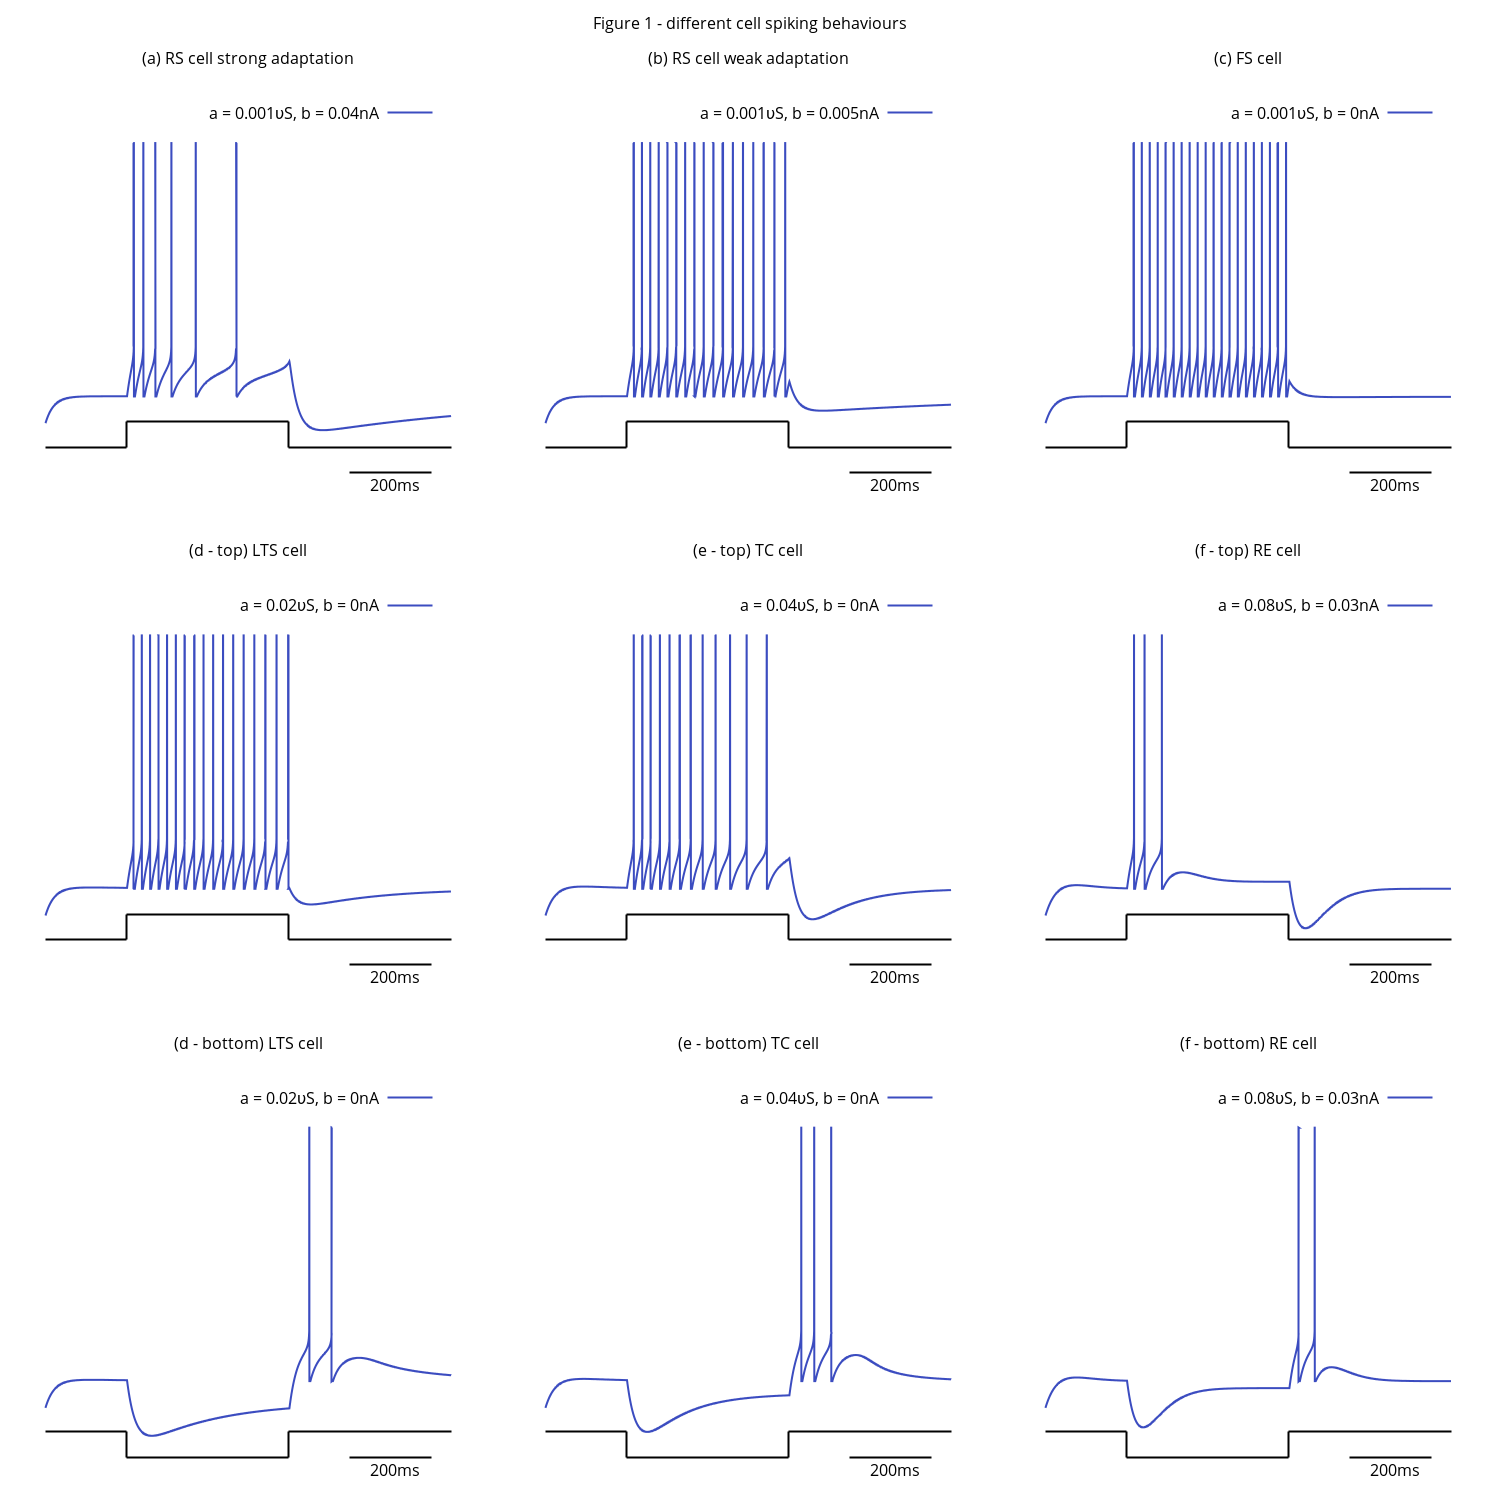 Figure 1 - different cell spiking behaviours
(a) RS cell strong adaptation
a = 0.001υS, b = 0.04nA
200ms
(b) RS cell weak adaptation
a = 0.001υS, b = 0.005nA
200ms
(c) FS cell
a = 0.001υS, b = 0nA
200ms
(d - top) LTS cell
a = 0.02υS, b = 0nA
200ms
(e - top) TC cell
a = 0.04υS, b = 0nA
200ms
(f - top) RE cell
a = 0.08υS, b = 0.03nA
200ms
(d - bottom) LTS cell
a = 0.02υS, b = 0nA
200ms
(e - bottom) TC cell
a = 0.04υS, b = 0nA
200ms
(f - bottom) RE cell
a = 0.08υS, b = 0.03nA
200ms